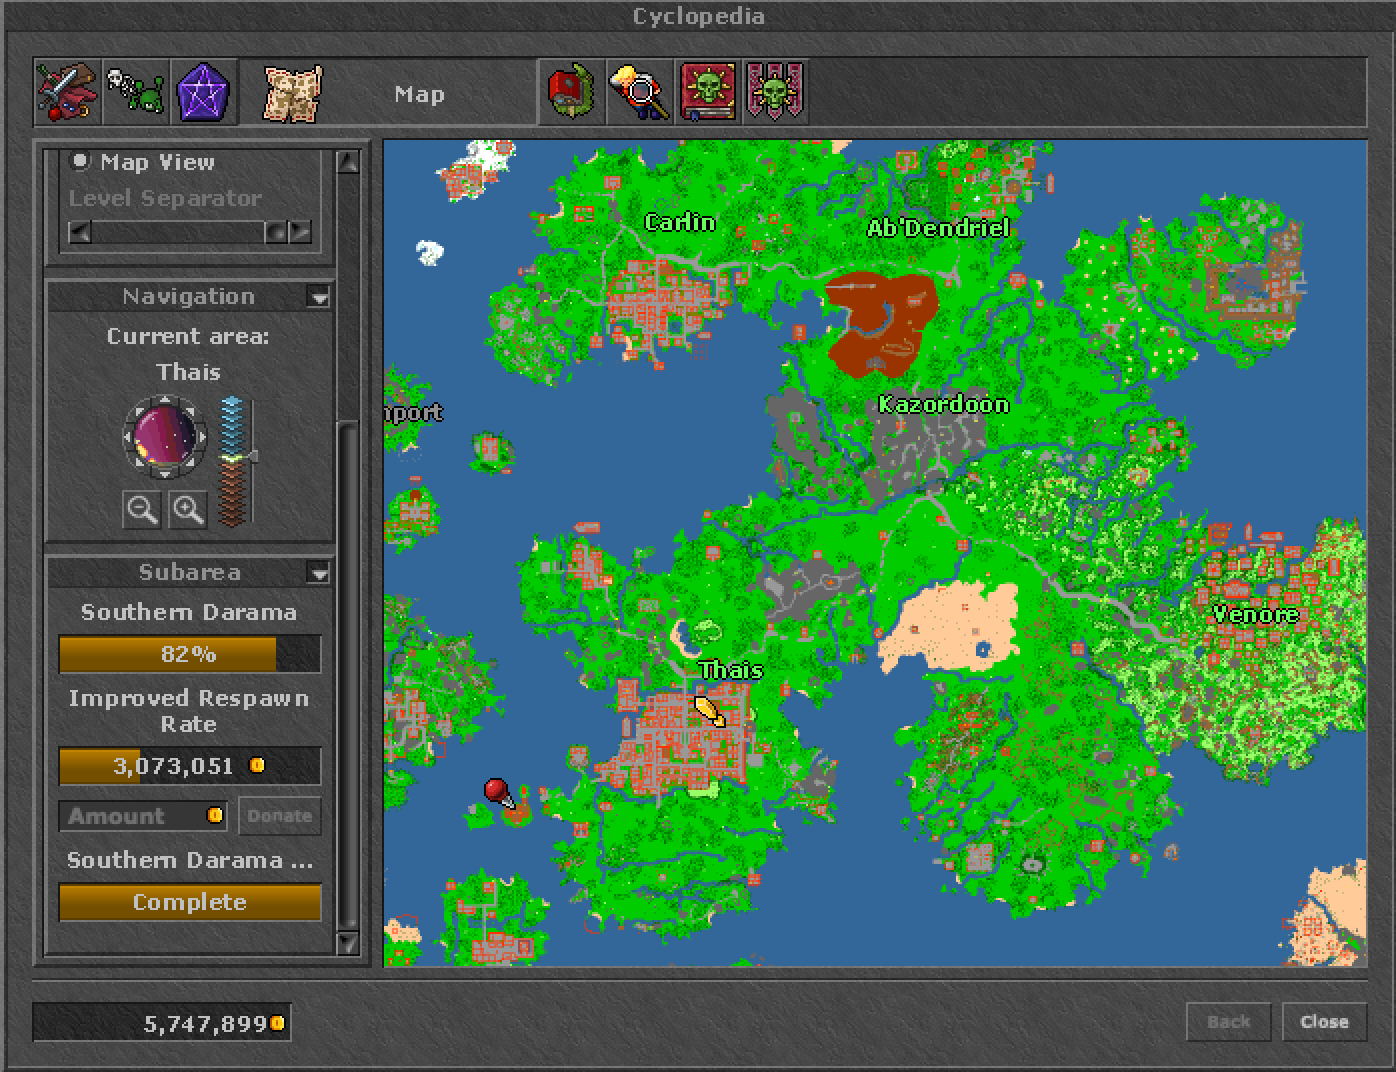 Cyclopedia
Map
Map View
Level Separator
Navigation
Current area:
Thais
Subarea
Southern Darama
82%
Improved Respawn
Rate
3,073,051
Amount
Donate
Southern Darama ...
Complete
Carlin
Ab'Dendriel
Kazordoon
nport
Venore
Thais
5,747,899
Back
Close